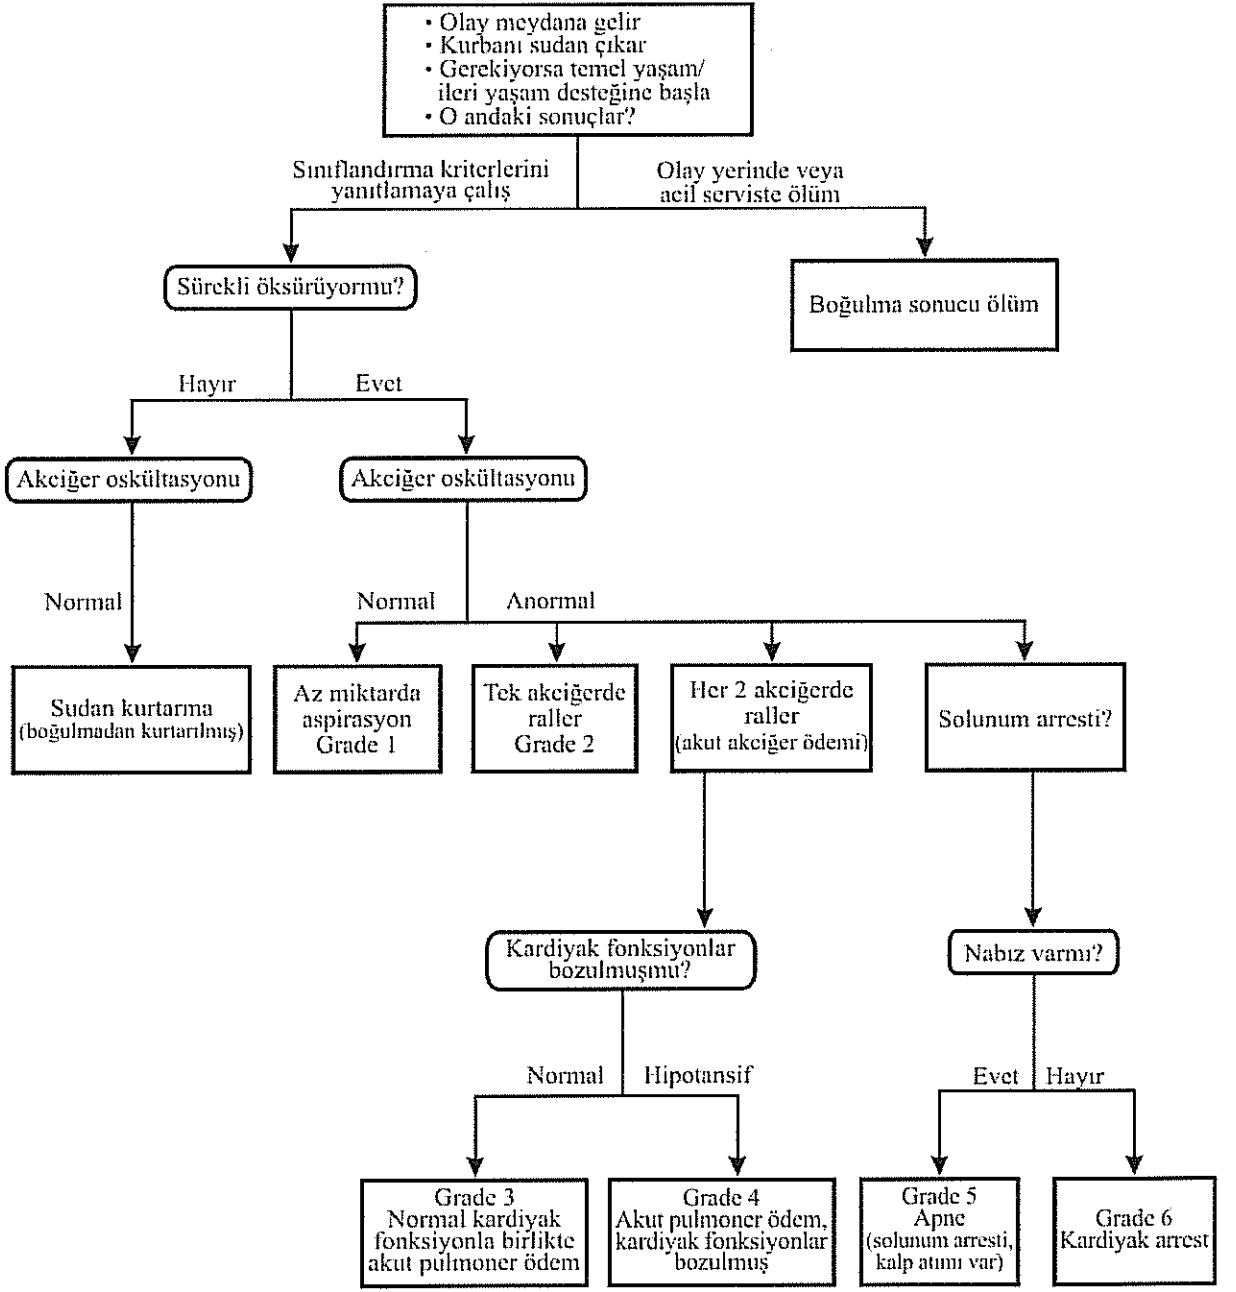 • Olay meydana gelir
• Kurbanı sudan çıkar
• Gerekiyorsa temel yaşam/
ileri yaşam desteğine başla
• O andaki sonuçlar?
Sınıflandırma kriterlerini
yanıtlamaya çalış
Olay yerinde veya
acil serviste ölüm
Sürekli öksürüyormu?
Boğulma sonucu ölüm
Hayır
Evet
Akciğer oskültasyonu
Akciğer oskültasyonu
Normal
Normal
Anormal
Sudan kurtarma
(boğulmadan kurtarılmış)
Az miktarda
aspirasyon
Grade 1
Tek akciğerde
raller
Grade 2
Her 2 akciğerde
raller
(akut akciğer ödemi)
Solunum arresti?
Kardiyak fonksiyonlar
bozulmuşmu?
Nabız varmı?
Normal
Hipotansif
Evet
Hayır
Grade 3
Normal kardiyak
fonksiyonla birlikte
akut pulmoner ödem
Grade 4
Akut pulmoner ödem,
kardiyak fonksiyonlar
bozulmuş
Grade 5
Apne
(solunum arresti,
kalp atımı var)
Grade 6
Kardiyak arrest